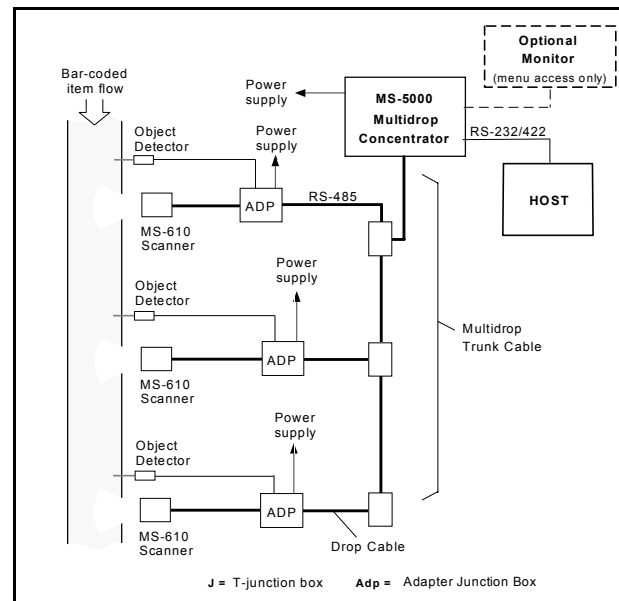 Bar-coded
item flow
Object
Detector
Power
supply
Power
supply
MS-5000
Multidrop
Concentrator
Optional
Monitor
(menu access only)
RS-232/422
HOST
ADP
RS-485
MS-610
Scanner
Object
Detector
Power
supply
ADP
MS-610
Scanner
Multidrop
Trunk Cable
Object
Detector
Power
supply
ADP
MS-610
Scanner
Drop Cable
J = T-junction box Adp = Adapter Junction Box